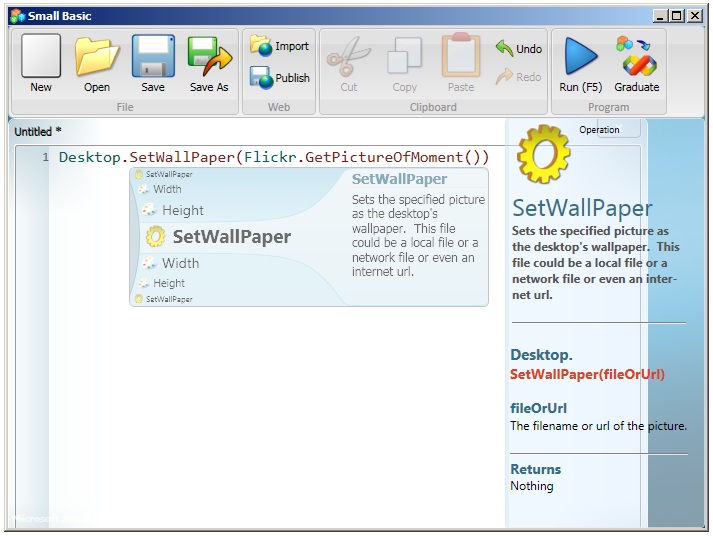 Small Basic
New
Open
Save
Save As
File
Import
Publish
Web
Cut
Copy
Paste
Undo
Redo
Clipboard
Run (F5)
Graduate
Program
Untitled *
1 Desktop.SetWallPaper(Flickr.GetPictureOfMoment())
SetWallPaper
Width
Height
SetWallPaper
Width
Height
SetWallPaper
SetWallPaper
Sets the specified picture
as the desktop's
wallpaper. This file
could be a local file or a
network file or even an
internet url.
Operation
SetWallPaper
Sets the specified picture as
the desktop's wallpaper. This
file could be a local file or a
network file or even an inter-
net url.
Desktop.
SetWallPaper(fileOrUrl)
fileOrUrl
The filename or url of the picture.
Returns
Nothing